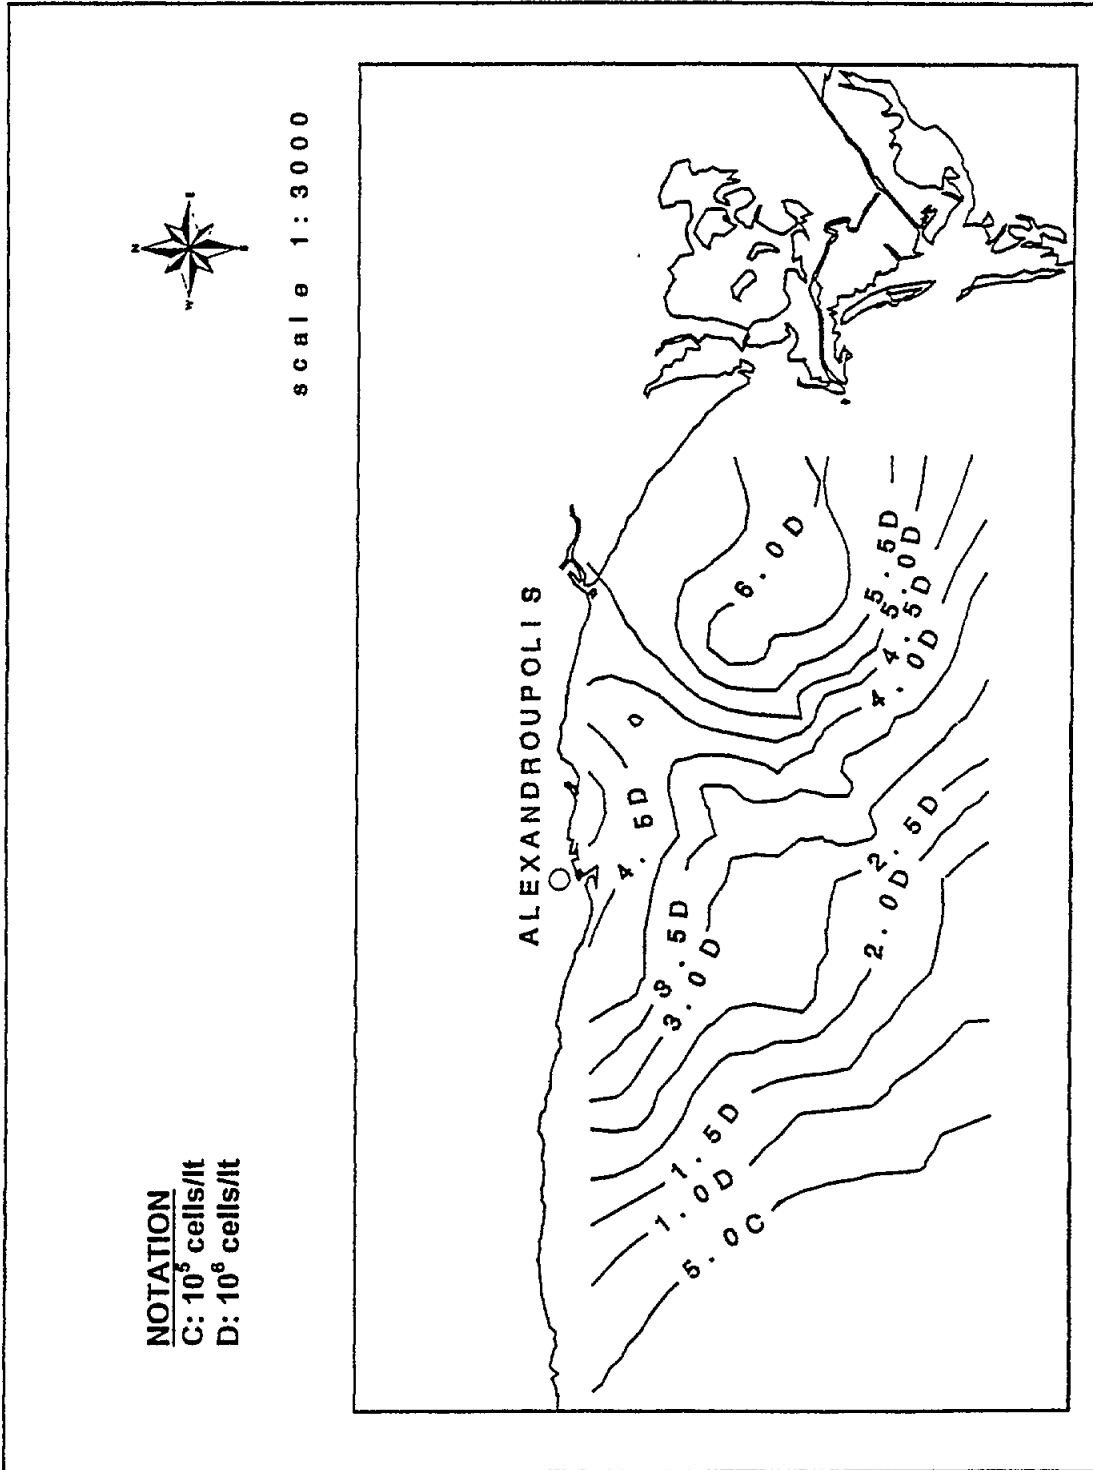 NOTATION
C: 10⁵ cells/lt
D: 10⁶ cells/lt
N
W
E
S
scale 1:3000
ALEXANDROUPOLIS
5.0C
1.0D
1.5D
3.0D
3.5D
4.5D
2.0D
2.5D
4.0D
4.5D
5.0D
5.5D
6.0D